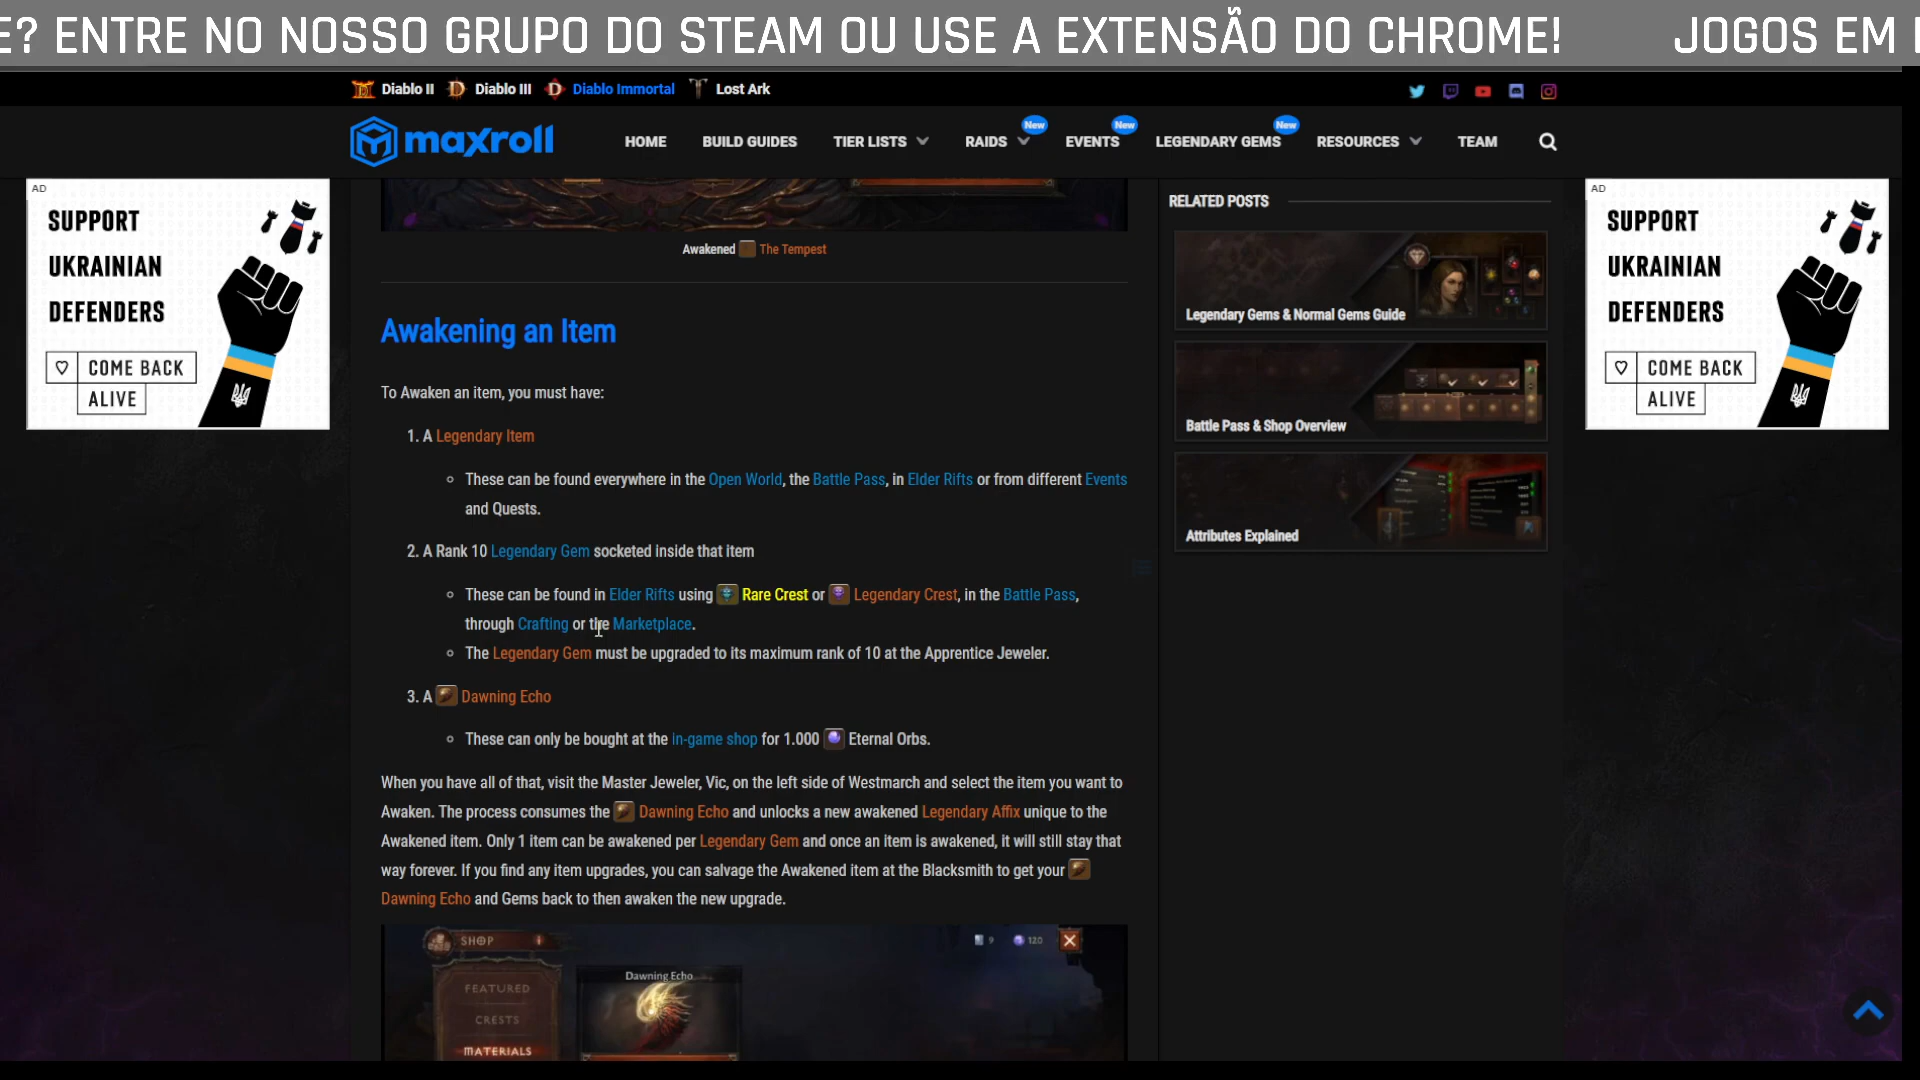 E? ENTRE NO NOSSO GRUPO DO STEAM OU USE A EXTENSÃO DO CHROME! JOGOS EM
Diablo II Diablo III Diablo Immortal Lost Ark
maxroll HOME BUILD GUIDES TIER LISTS RAIDS New EVENTS New LEGENDARY GEMS New RESOURCES TEAM
AD
SUPPORT
UKRAINIAN
DEFENDERS
COME BACK
ALIVE
Awakened The Tempest
Awakening an Item
To Awaken an item, you must have:
1. A Legendary Item
These can be found everywhere in the Open World, the Battle Pass, in Elder Rifts or from different Events
and Quests.
2. A Rank 10 Legendary Gem socketed inside that item
These can be found in Elder Rifts using Rare Crest or Legendary Crest, in the Battle Pass,
through Crafting or the Marketplace.
The Legendary Gem must be upgraded to its maximum rank of 10 at the Apprentice Jeweler.
3. A Dawning Echo
These can only be bought at the in-game shop for 1.000 Eternal Orbs.
When you have all of that, visit the Master Jeweler, Vic, on the left side of Westmarch and select the item you want to
Awaken. The process consumes the Dawning Echo and unlocks a new awakened Legendary Affix unique to the
Awakened item. Only 1 item can be awakened per Legendary Gem and once an item is awakened, it will still stay that
way forever. If you find any item upgrades, you can salvage the Awakened item at the Blacksmith to get your
Dawning Echo and Gems back to then awaken the new upgrade.
SHOP 9 120
Dawning Echo
FEATURED
CRESTS
MATERIALS
RELATED POSTS
Legendary Gems & Normal Gems Guide
Battle Pass & Shop Overview
Attributes Explained
AD
SUPPORT
UKRAINIAN
DEFENDERS
COME BACK
ALIVE